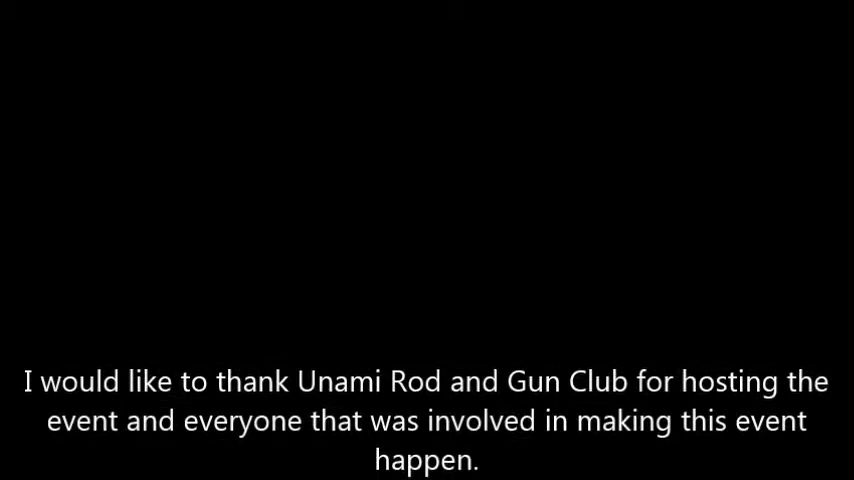 I would like to thank Unami Rod and Gun Club for hosting the
event and everyone that was involved in making this event
happen.